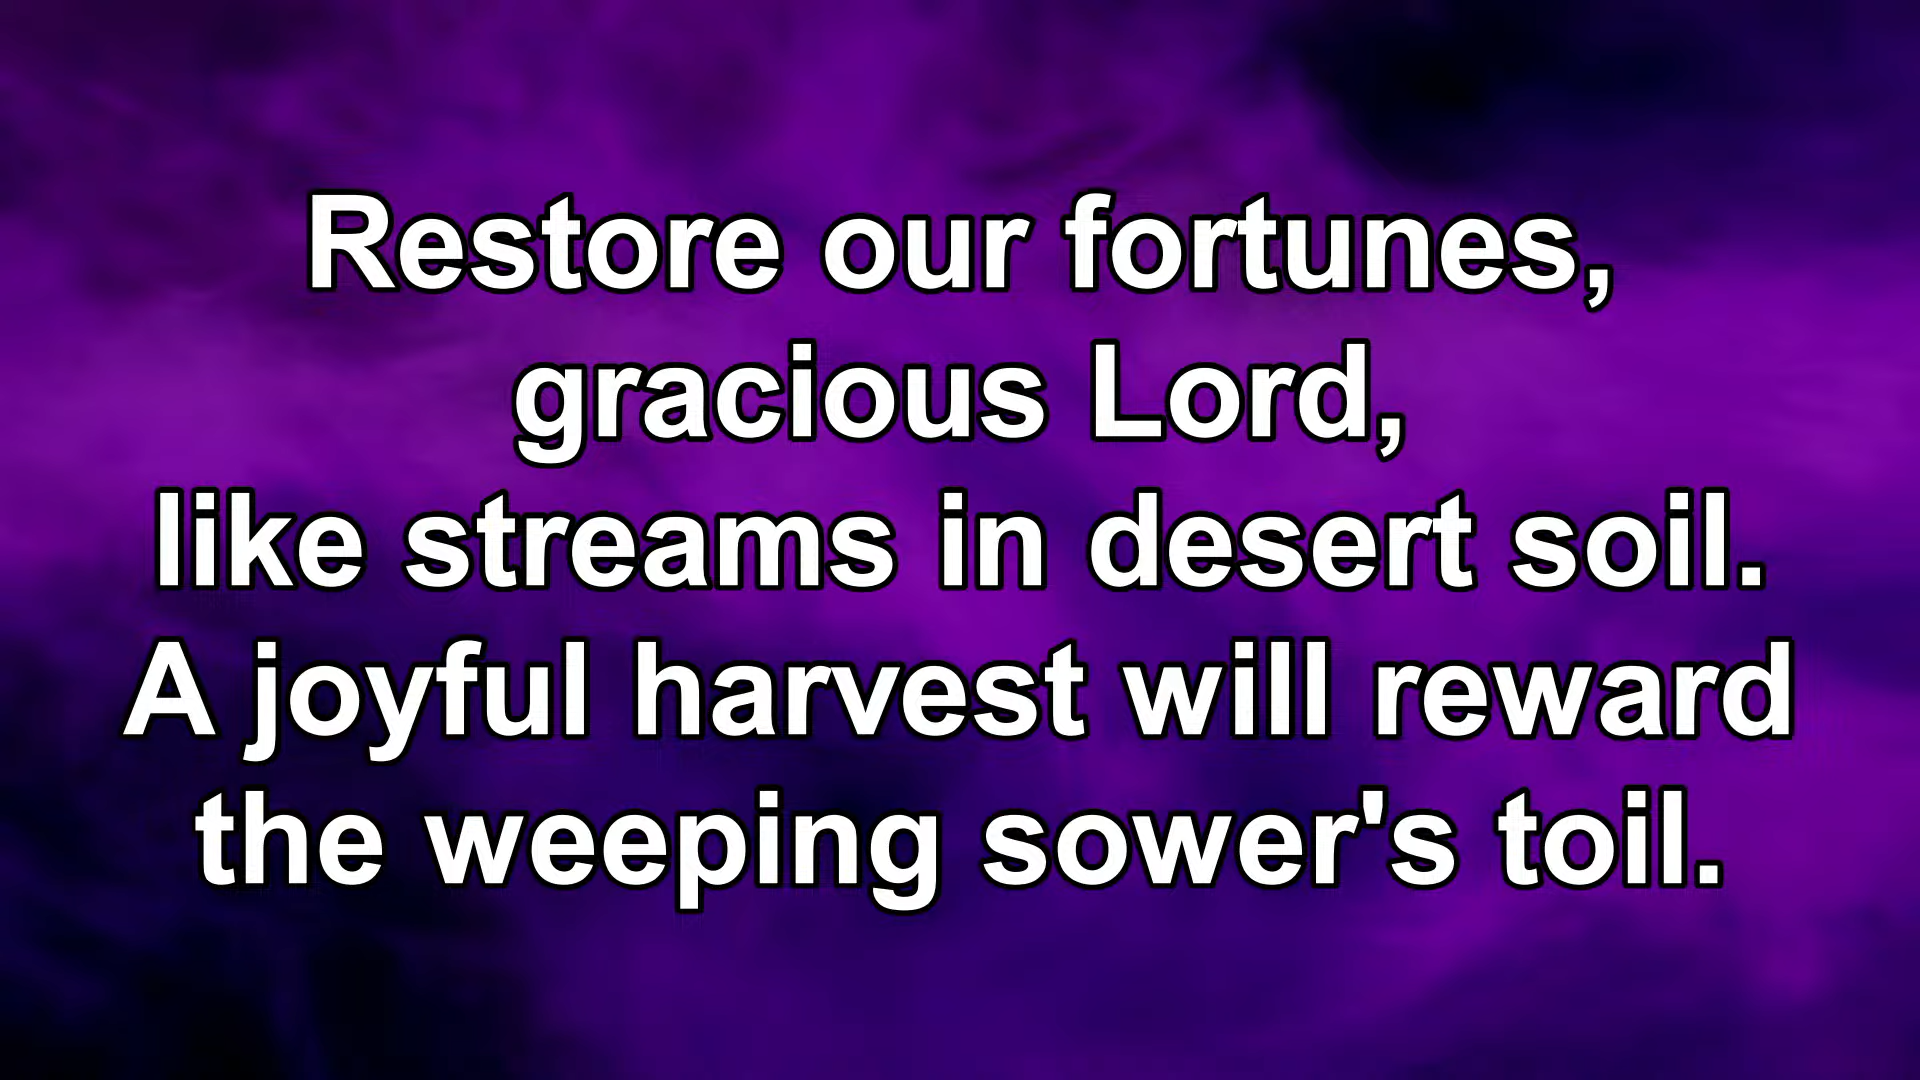 Restore our fortunes,
gracious Lord,
like streams in desert soil.
A joyful harvest will reward
the weeping sower's toil.